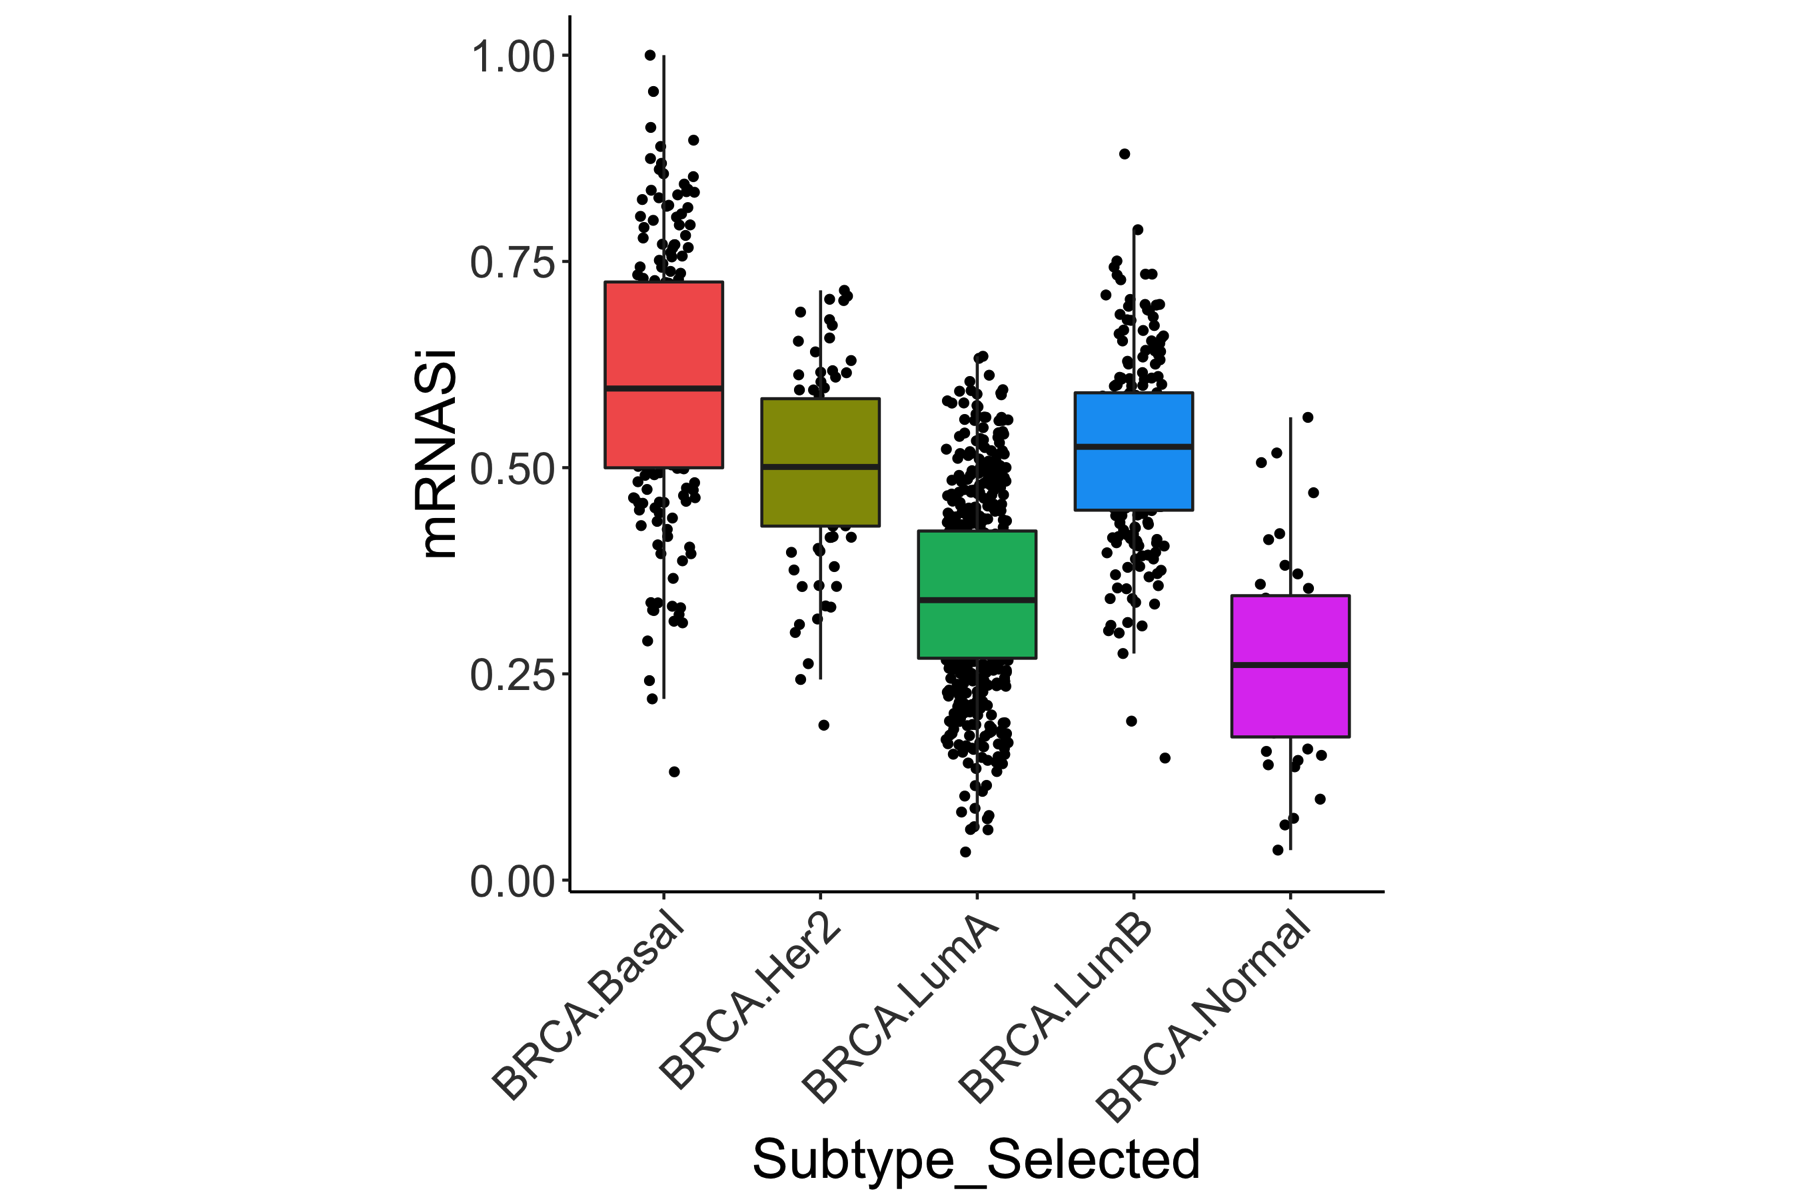 mRNASi
1.00
0.75
0.50
0.25
0.00
BRCA.Basal
BRCA.Her2
BRCA.LumA
BRCA.LumB
BRCA.Normal
Subtype_Selected